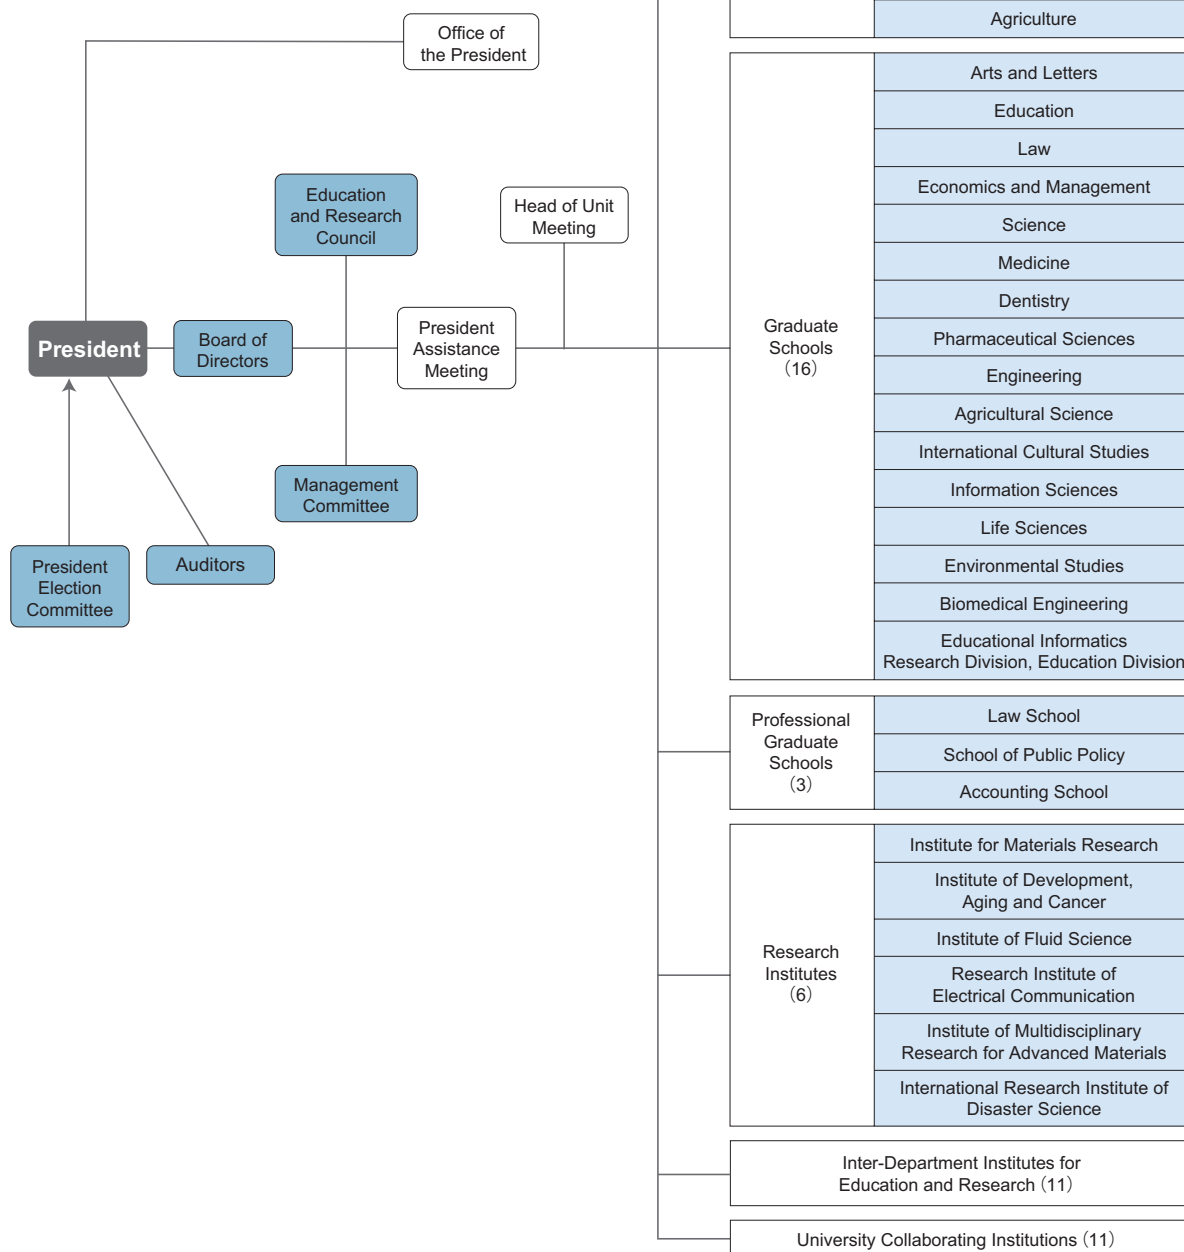 Office of
the President
Education
and Research
Council
Head of Unit
Meeting
President
Board of
Directors
President
Assistance
Meeting
Management
Committee
President
Election
Committee
Auditors
Agriculture
Graduate
Schools
(16)
Arts and Letters
Education
Law
Economics and Management
Science
Medicine
Dentistry
Pharmaceutical Sciences
Engineering
Agricultural Science
International Cultural Studies
Information Sciences
Life Sciences
Environmental Studies
Biomedical Engineering
Educational Informatics
Research Division, Education Division
Professional
Graduate
Schools
(3)
Law School
School of Public Policy
Accounting School
Research
Institutes
(6)
Institute for Materials Research
Institute of Development,
Aging and Cancer
Institute of Fluid Science
Research Institute of
Electrical Communication
Institute of Multidisciplinary
Research for Advanced Materials
International Research Institute of
Disaster Science
Inter-Department Institutes for
Education and Research (11)
University Collaborating Institutions (11)